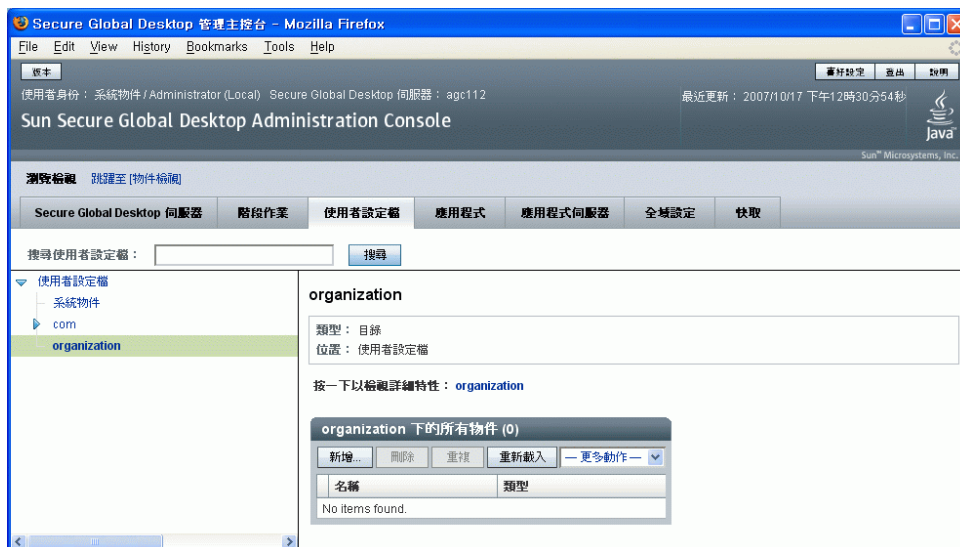 Secure Global Desktop 管理主控台 - Mozilla Firefox
File Edit View History Bookmarks Tools Help
版本 喜好設定 登出 說明
使用者身份： 系統物件/Administrator (Local) Secure Global Desktop 伺服器： agc112 最近更新： 2007/10/17 下午12時30分54秒
Sun Secure Global Desktop Administration Console
Java
Sun™ Microsystems, Inc.
瀏覽檢視 跳躍至 [物件檢視]
Secure Global Desktop 伺服器 階段作業 使用者設定檔 應用程式 應用程式伺服器 全域設定 快取
搜尋使用者設定檔： 搜尋
使用者設定檔
系統物件
com
organization
organization
類型： 目錄
位置： 使用者設定檔
按一下以檢視詳細特性： organization
organization 下的所有物件 (0)
新增... 刪除 重複 重新載入 — 更多動作 —
名稱 類型
No items found.